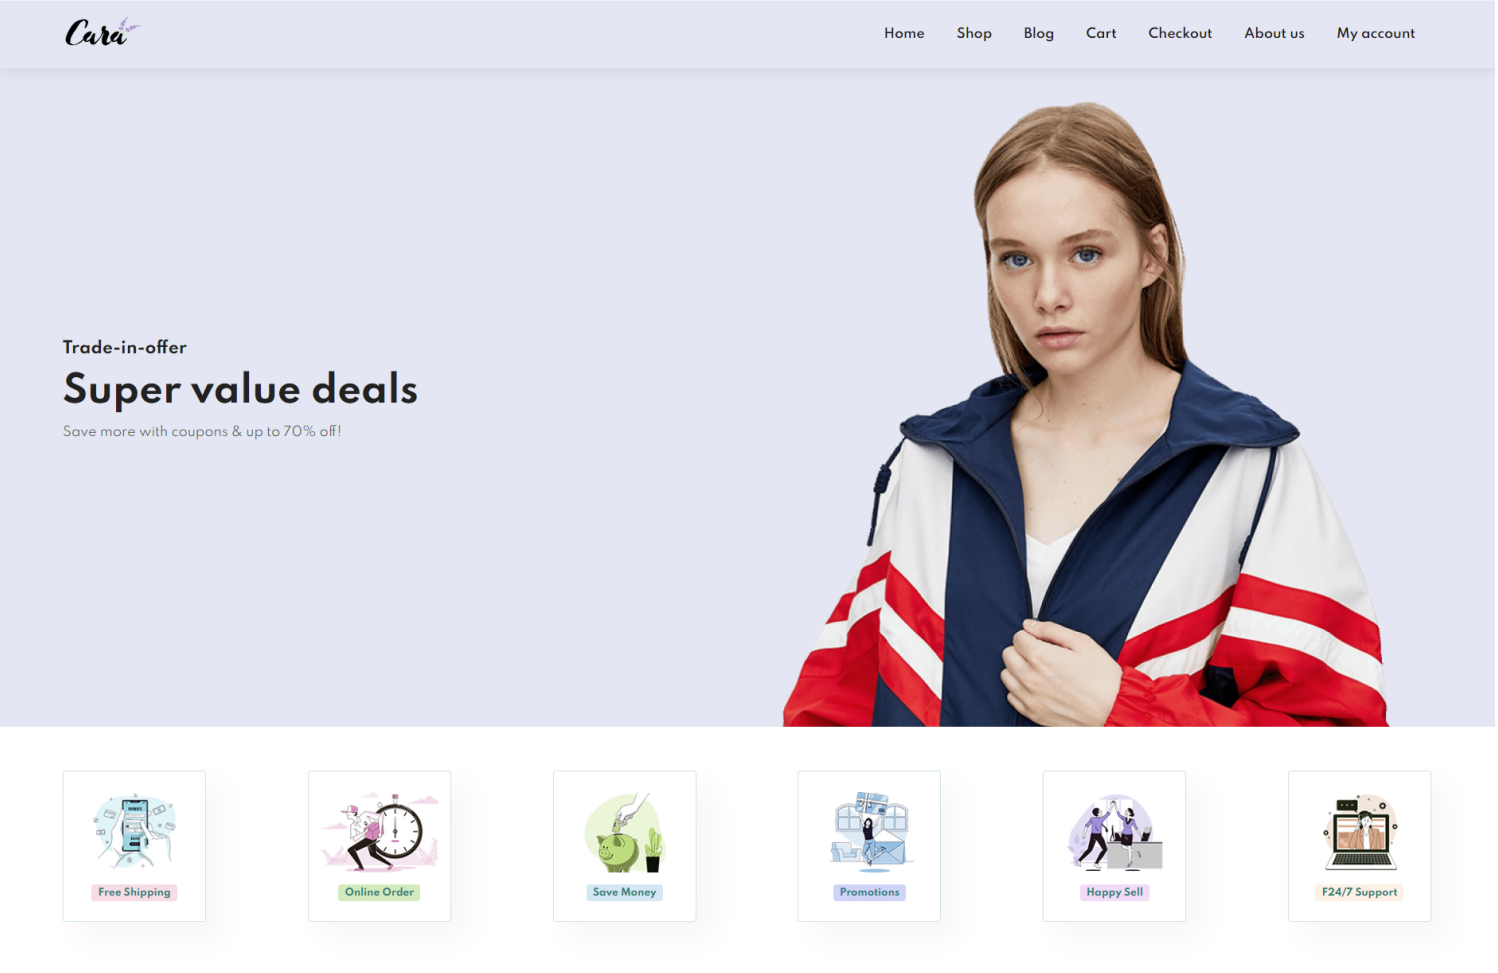 Cara
Home Shop Blog Cart Checkout About us My account
Trade-in-offer
Super value deals
Save more with coupons & up to 70% off!
Free Shipping
Online Order
Save Money
Promotions
Happy Sell
F24/7 Support